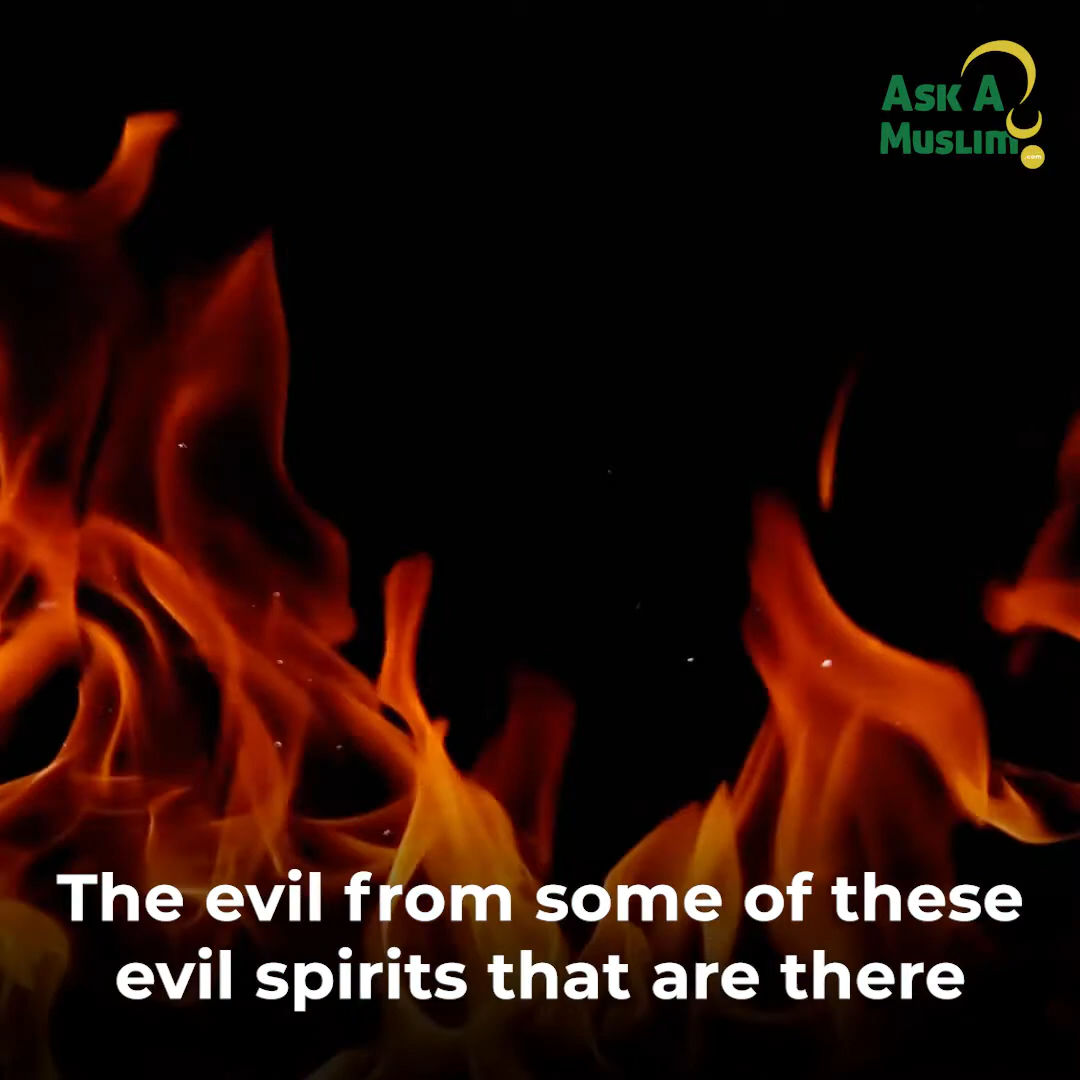 Ask A
Muslim
.com
The evil from some of these
evil spirits that are there